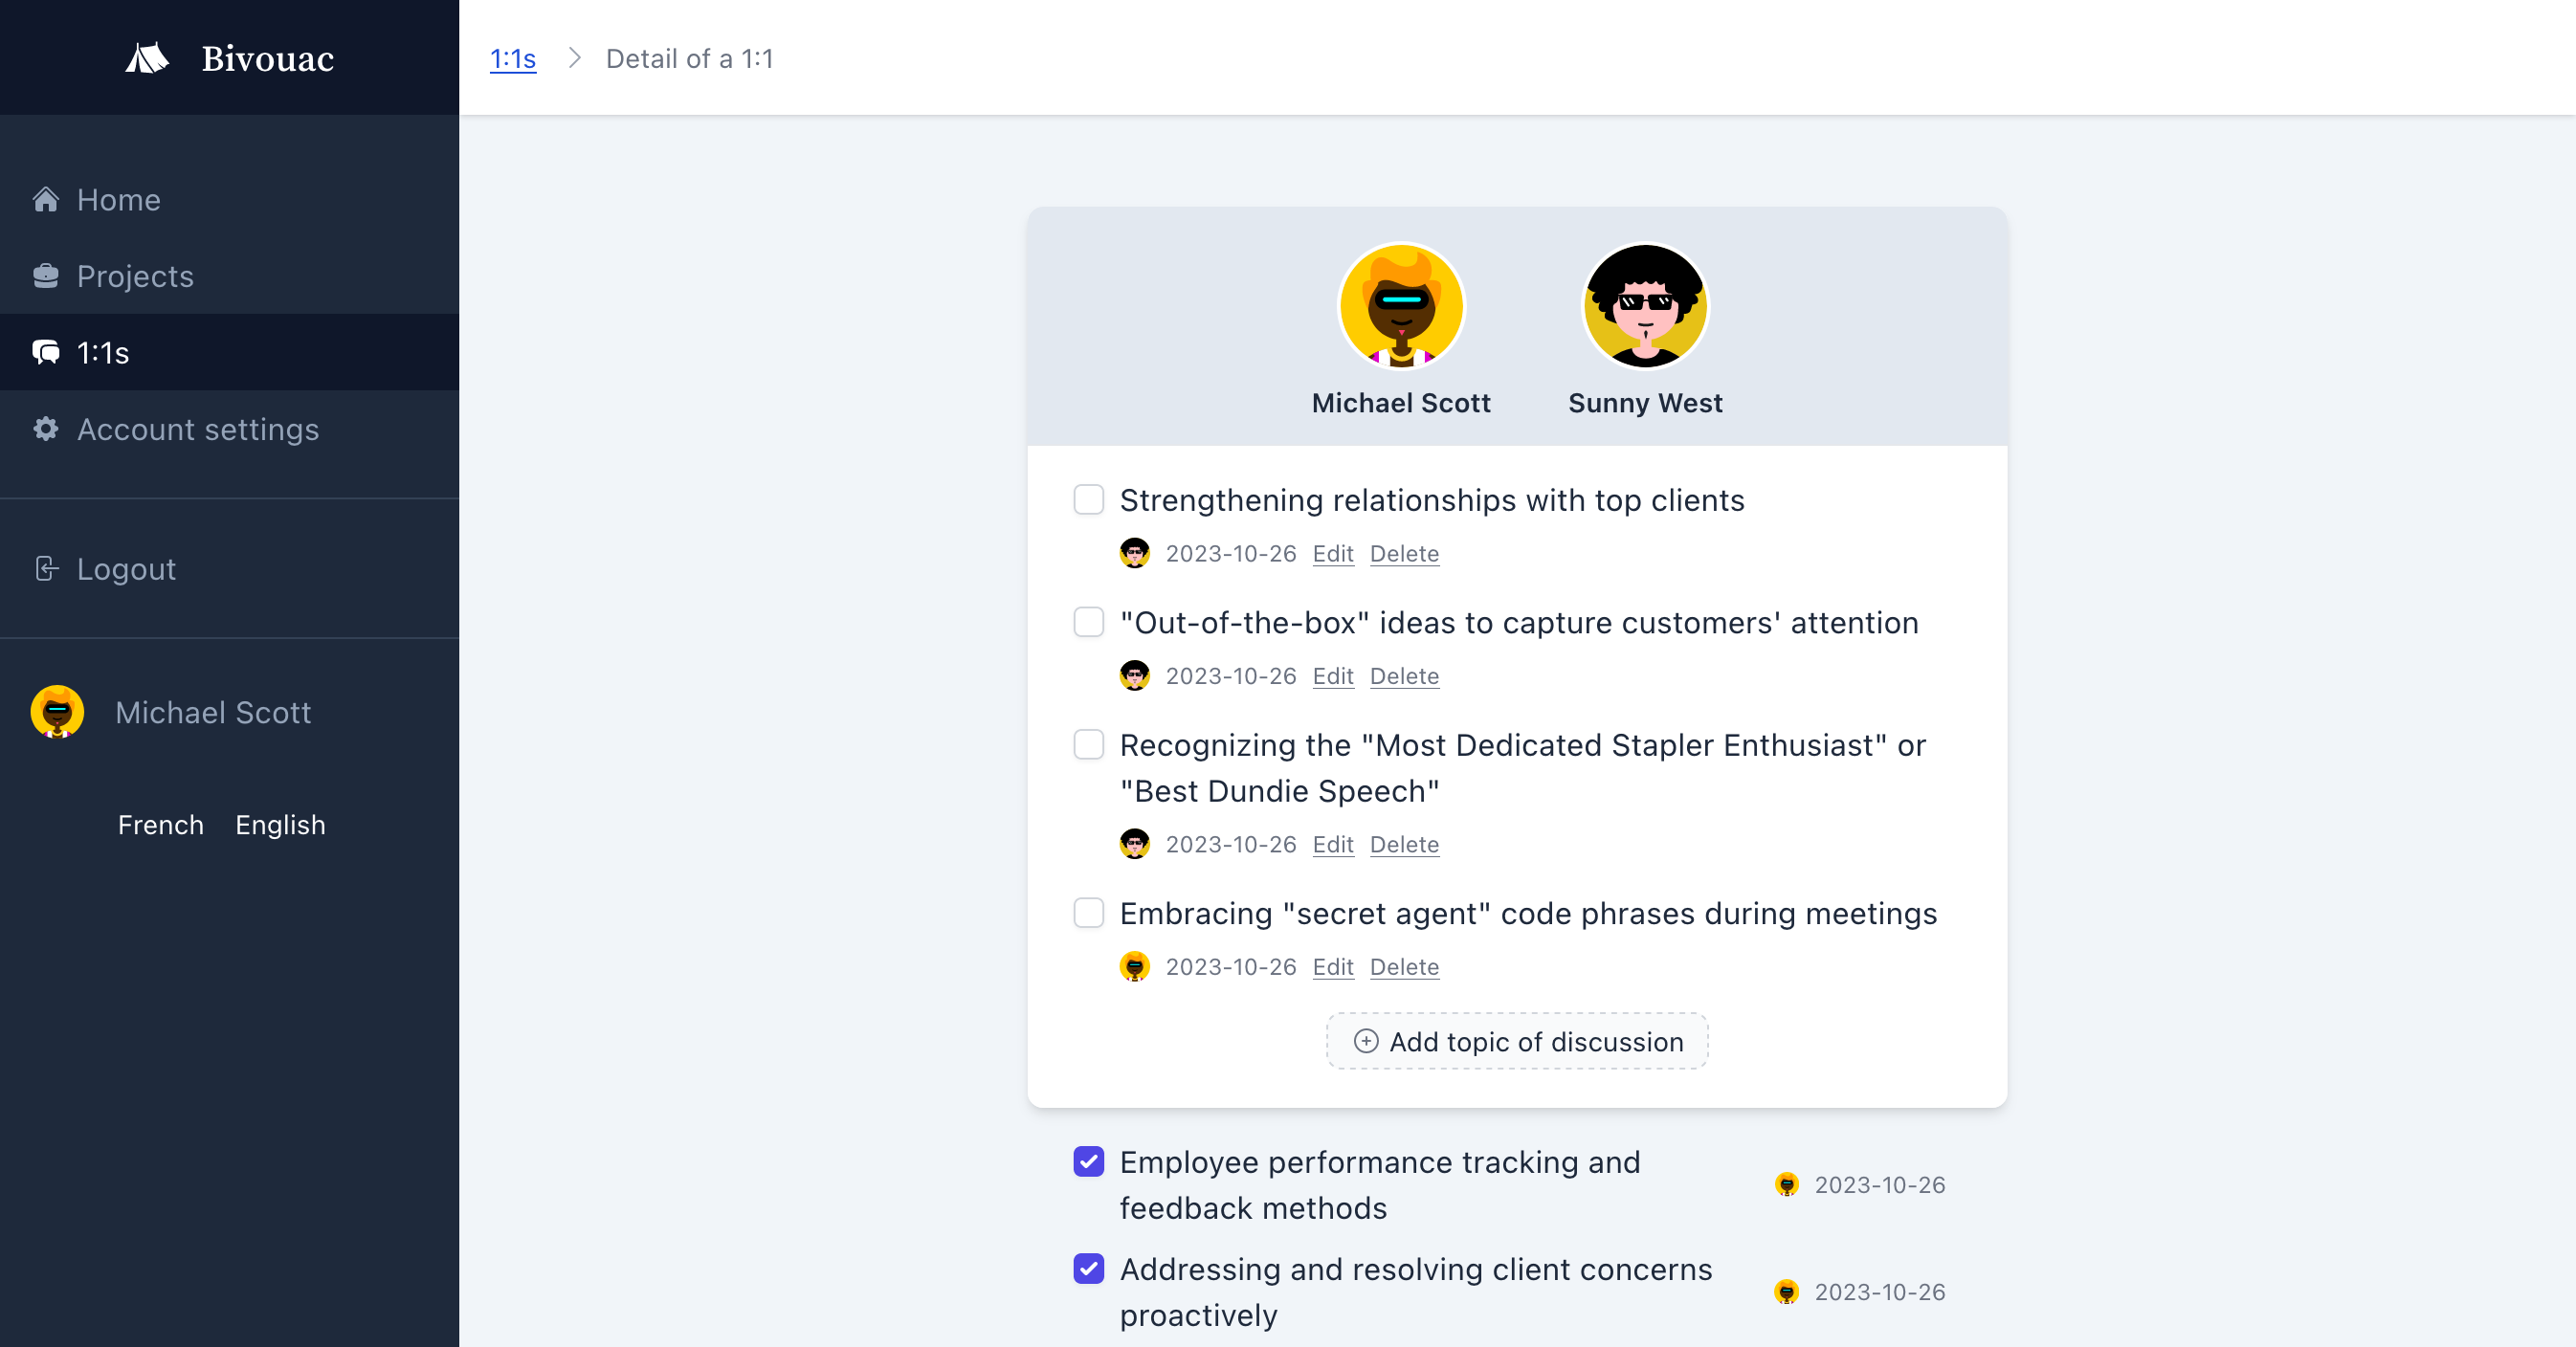 Bivouac
1:1s
Detail of a 1:1
Home
Projects
1:1s
Account settings
Logout
Michael Scott
French English
Michael Scott
Sunny West
Strengthening relationships with top clients
2023-10-26 Edit Delete
"Out-of-the-box" ideas to capture customers' attention
2023-10-26 Edit Delete
Recognizing the "Most Dedicated Stapler Enthusiast" or
"Best Dundie Speech"
2023-10-26 Edit Delete
Embracing "secret agent" code phrases during meetings
2023-10-26 Edit Delete
Add topic of discussion
Employee performance tracking and
feedback methods
2023-10-26
Addressing and resolving client concerns
proactively
2023-10-26